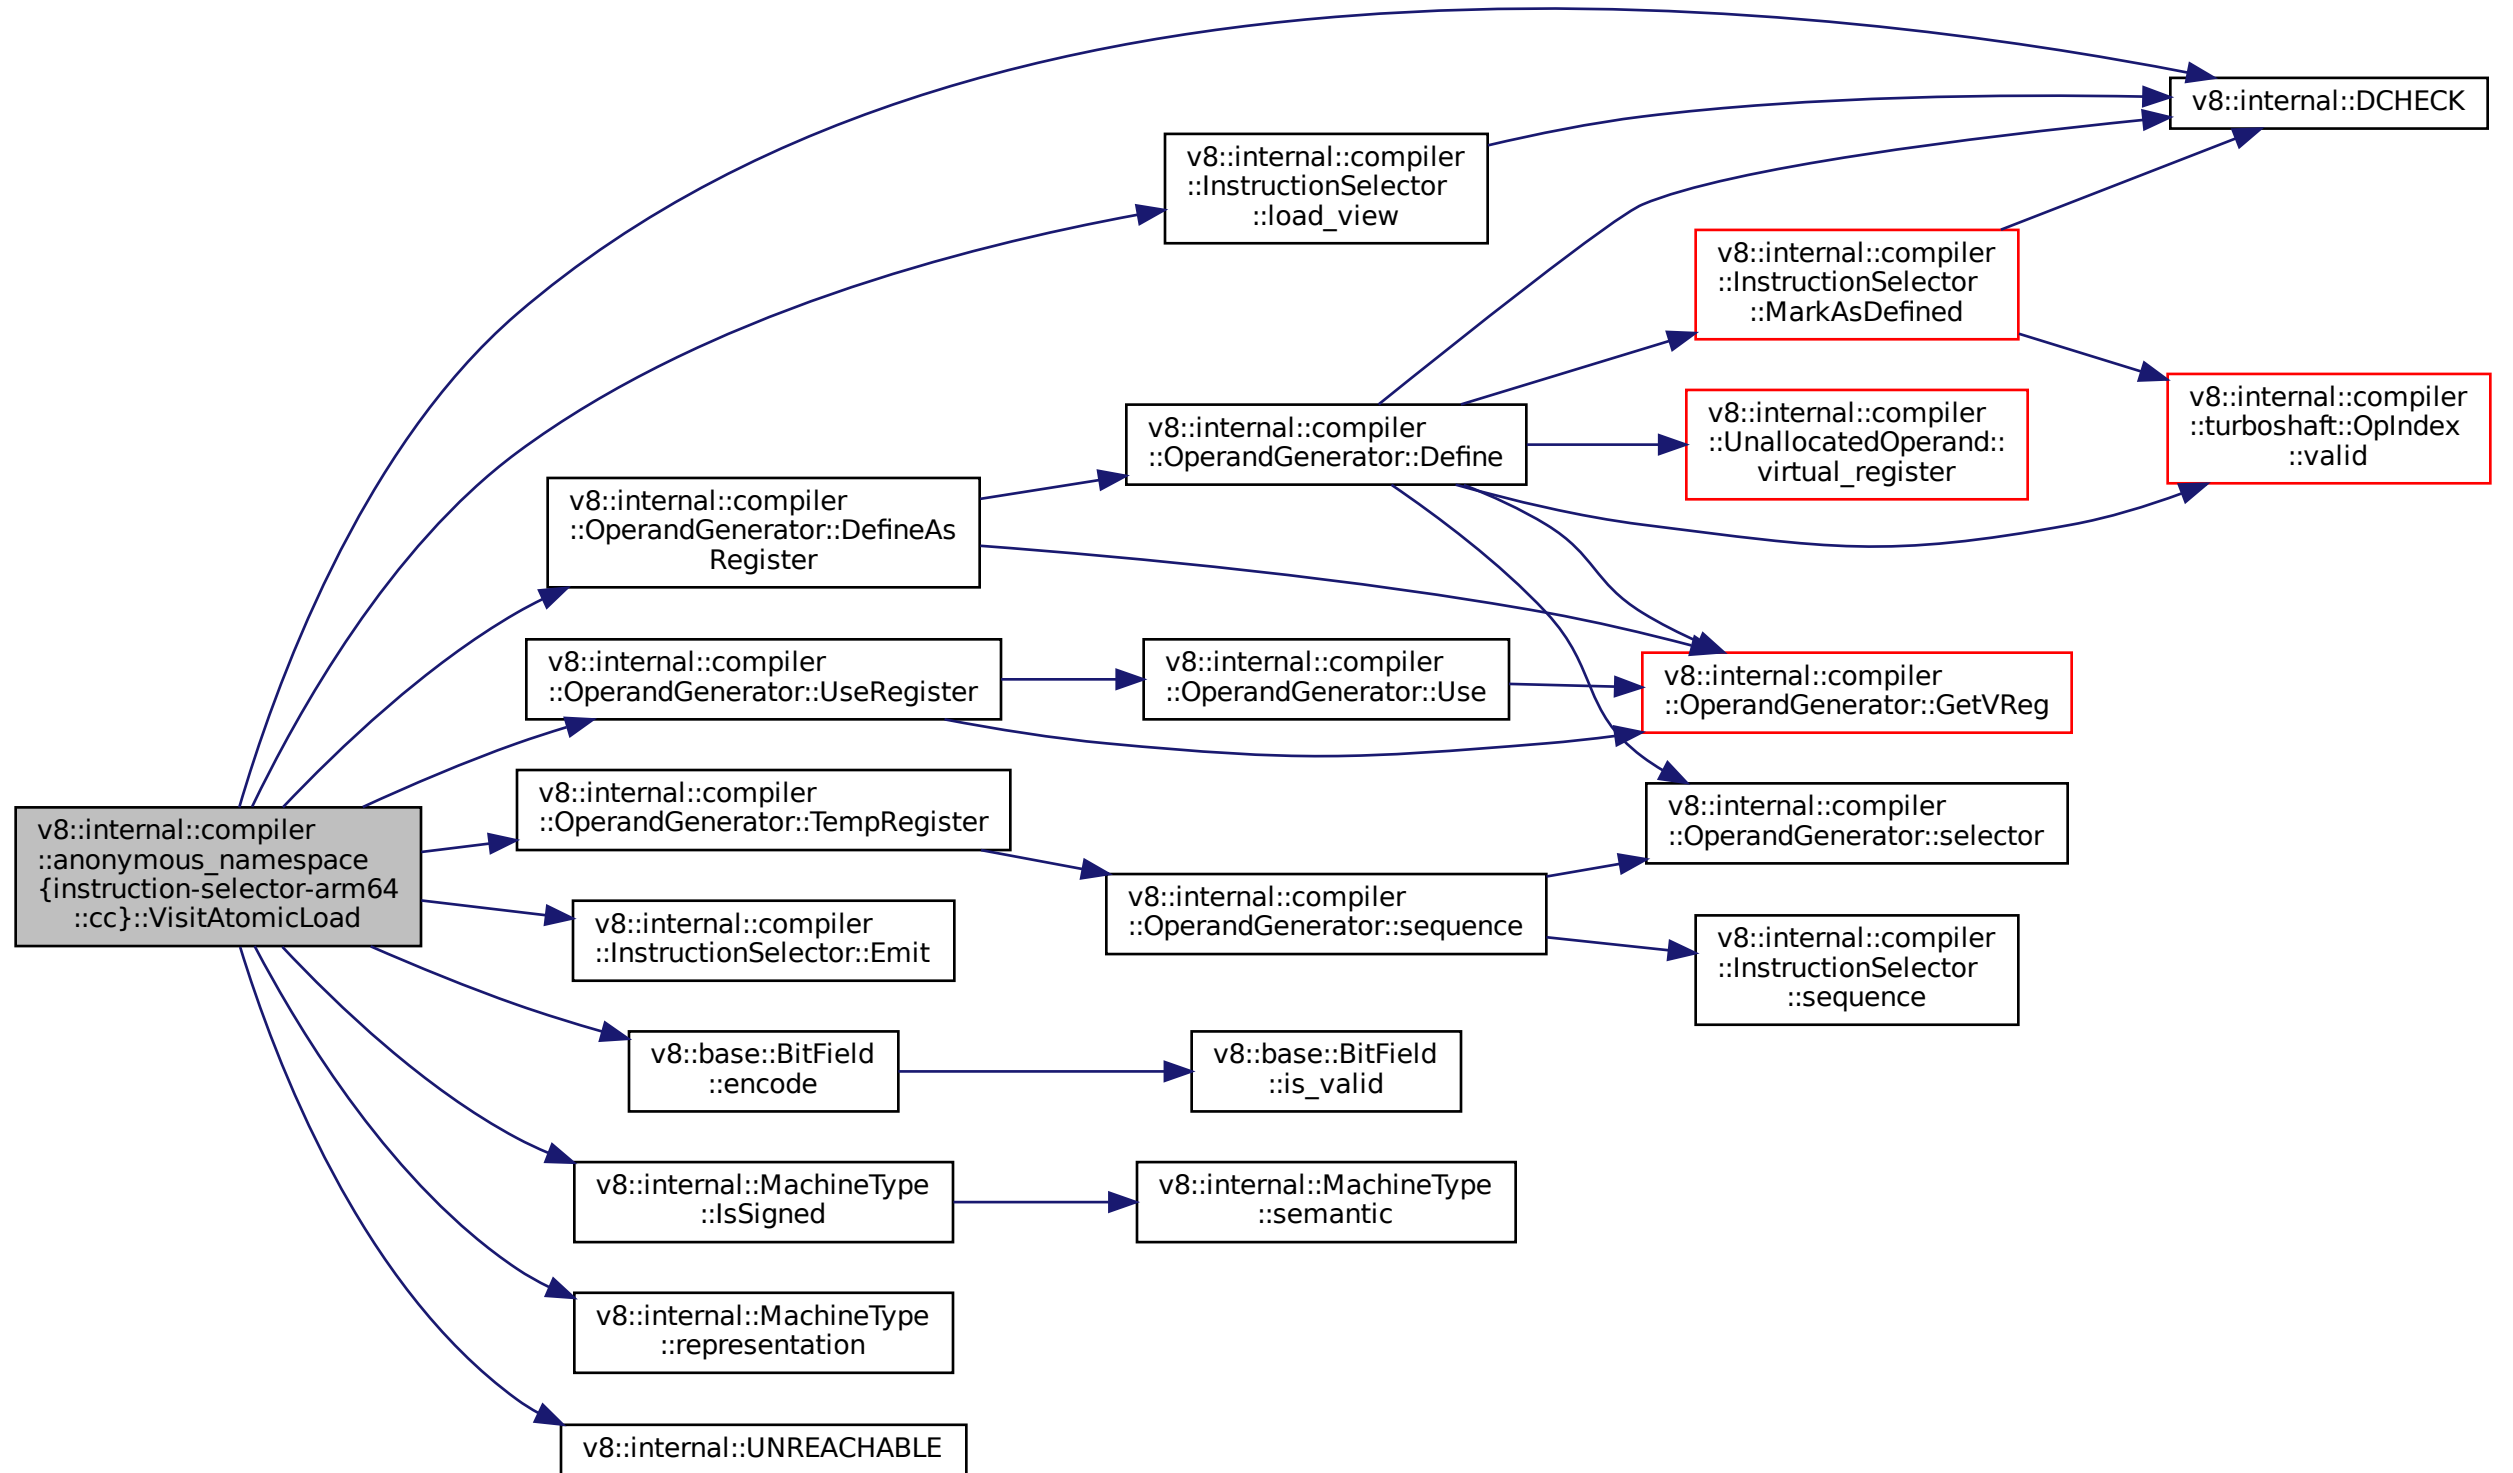 v8::internal::compiler
::anonymous_namespace
{instruction-selector-arm64
::cc}::VisitAtomicLoad
v8::internal::DCHECK
v8::internal::compiler
::InstructionSelector
::load_view
v8::internal::compiler
::OperandGenerator::DefineAs
Register
v8::internal::compiler
::OperandGenerator::Define
v8::internal::compiler
::InstructionSelector
::MarkAsDefined
v8::internal::compiler
::UnallocatedOperand::
virtual_register
v8::internal::compiler
::turboshaft::OpIndex
::valid
v8::internal::compiler
::OperandGenerator::UseRegister
v8::internal::compiler
::OperandGenerator::Use
v8::internal::compiler
::OperandGenerator::GetVReg
v8::internal::compiler
::OperandGenerator::TempRegister
v8::internal::compiler
::OperandGenerator::sequence
v8::internal::compiler
::OperandGenerator::selector
v8::internal::compiler
::InstructionSelector
::sequence
v8::internal::compiler
::InstructionSelector::Emit
v8::base::BitField
::encode
v8::base::BitField
::is_valid
v8::internal::MachineType
::IsSigned
v8::internal::MachineType
::semantic
v8::internal::MachineType
::representation
v8::internal::UNREACHABLE